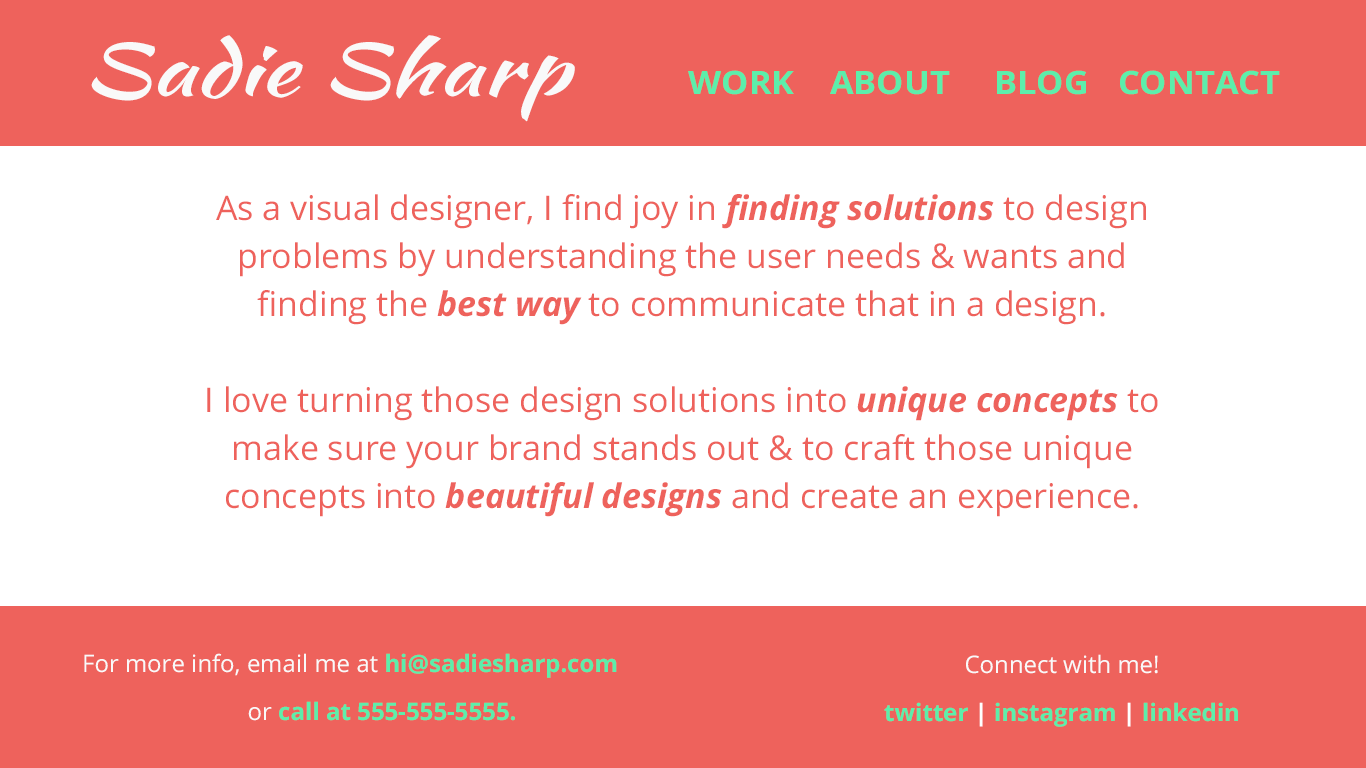 Sadie Sharp
WORK ABOUT BLOG CONTACT
As a visual designer, I find joy in finding solutions to design
problems by understanding the user needs & wants and
finding the best way to communicate that in a design.
I love turning those design solutions into unique concepts to
make sure your brand stands out & to craft those unique
concepts into beautiful designs and create an experience.
For more info, email me at hi@sadiesharp.com
or call at 555-555-5555.
Connect with me!
twitter | instagram | linkedin